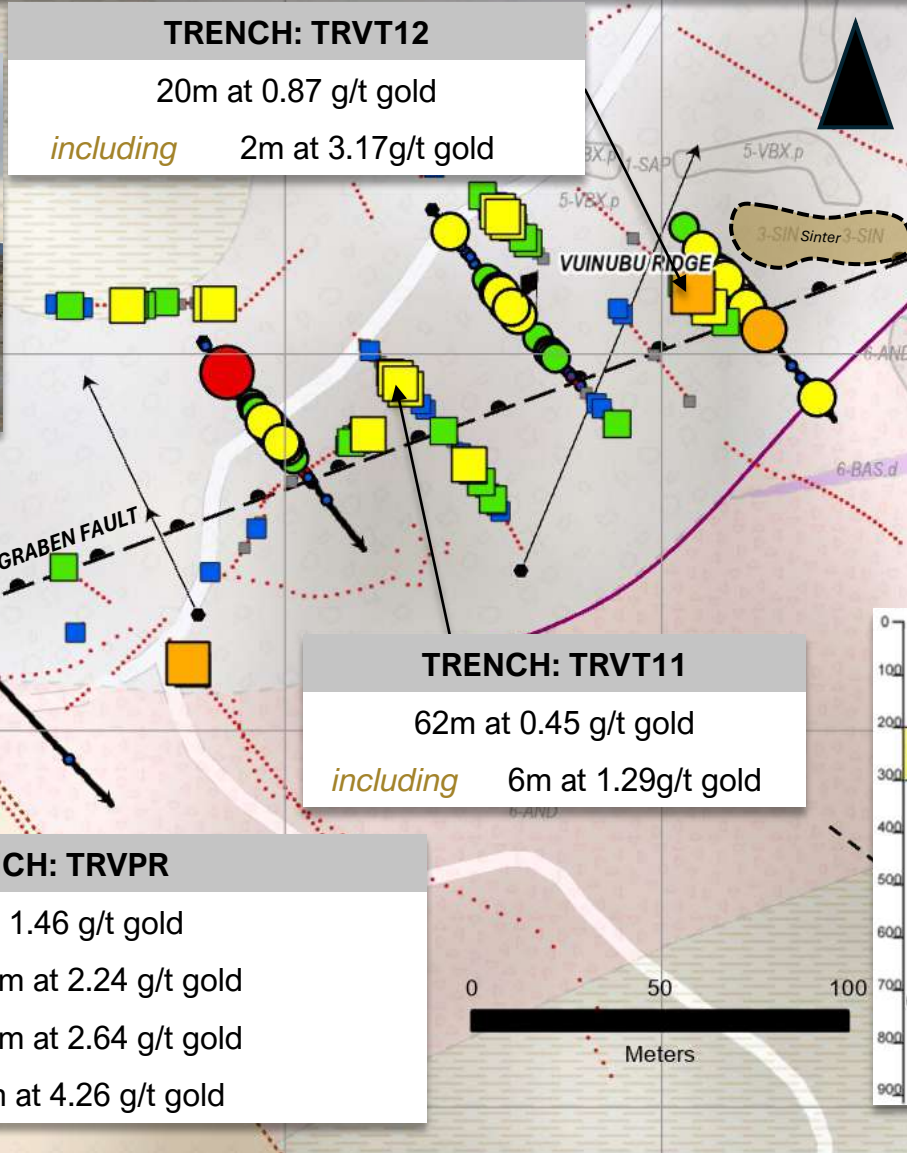 TRENCH: TRVT12
20m at 0.87 g/t gold
including 2m at 3.17g/t gold
1-SAP
5-VBX.p
5-VBX.p
3-SIN Sinter 3-SIN
VUINUBU RIDGE
6-AND
6-BAS.d
GRABEN FAULT
TRENCH: TRVT11
62m at 0.45 g/t gold
including 6m at 1.29g/t gold
6-AND
CH: TRVPR
1.46 g/t gold
m at 2.24 g/t gold
m at 2.64 g/t gold
at 4.26 g/t gold
0 50 100
Meters
0
100
200
300
400
500
600
700
800
900